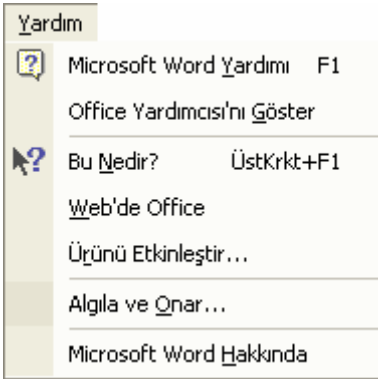 Yardım
Microsoft Word Yardımı F1
Office Yardımcısı'nı Göster
Bu Nedir? ÜstKrkt+F1
Web'de Office
Ürünü Etkinleştir...
Algıla ve Onar...
Microsoft Word Hakkında